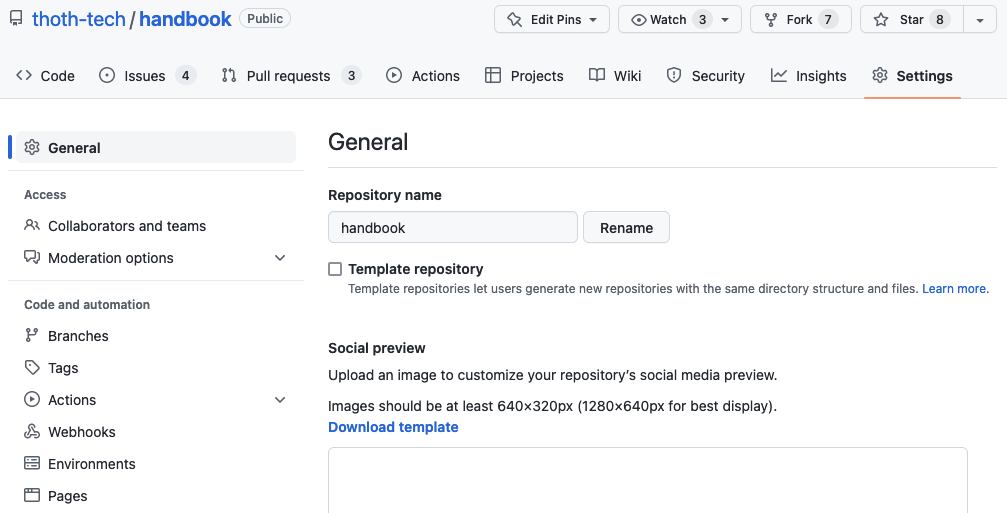 thoth-tech / handbook Public Edit Pins Watch 3 Fork 7 Star 8
Code Issues 4 Pull requests 3 Actions Projects Wiki Security Insights Settings
General
Access
Collaborators and teams
Moderation options
Code and automation
Branches
Tags
Actions
Webhooks
Environments
Pages
General
Repository name
handbook Rename
Template repository
Template repositories let users generate new repositories with the same directory structure and files. Learn more.
Social preview
Upload an image to customize your repository’s social media preview.
Images should be at least 640×320px (1280×640px for best display).
Download template